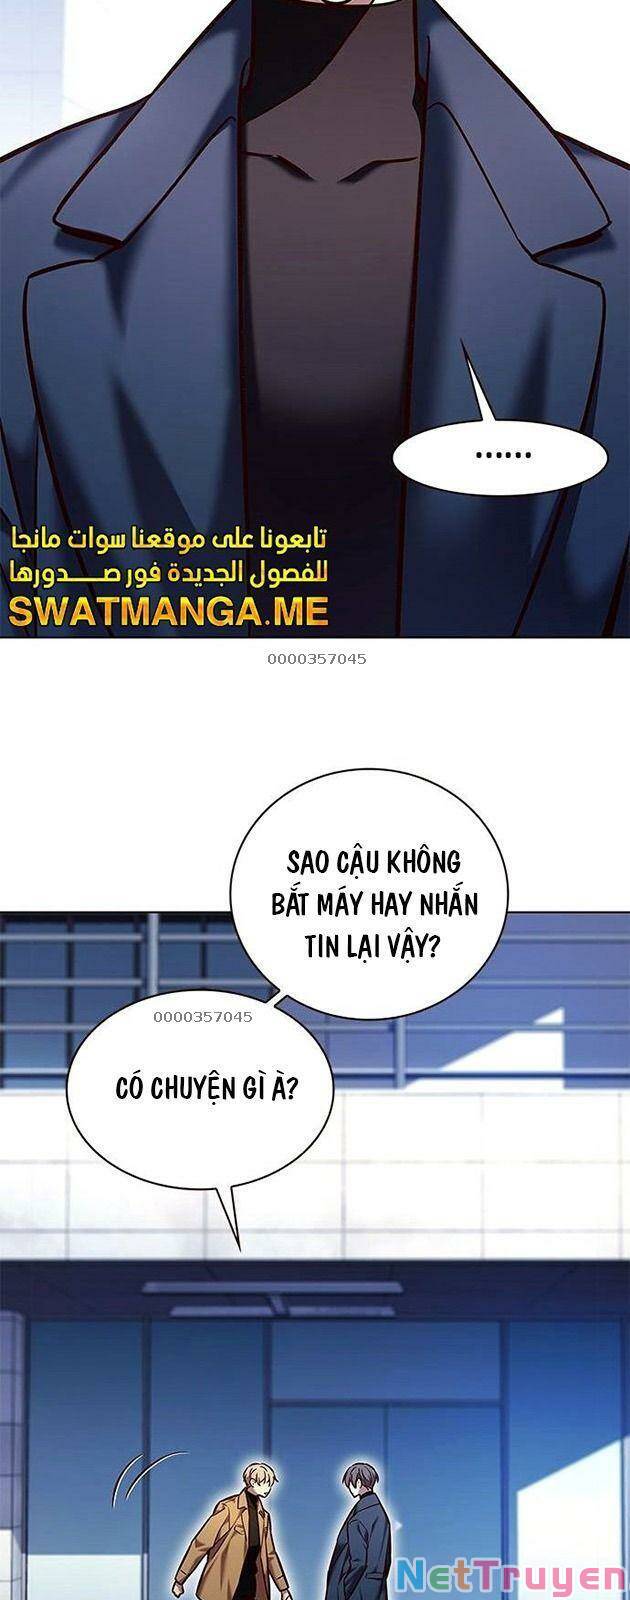 ......
تابعونا على موقعنا سوات مانجا
للفصول الجديدة فور صــــدورها
SWATMANGA.ME
0000357045
SAO CẬU KHÔNG
BẮT MÁY HAY NHẮN
TIN LẠI VẬY?
0000357045
CÓ CHUYỆN GÌ À?
NetTruyen